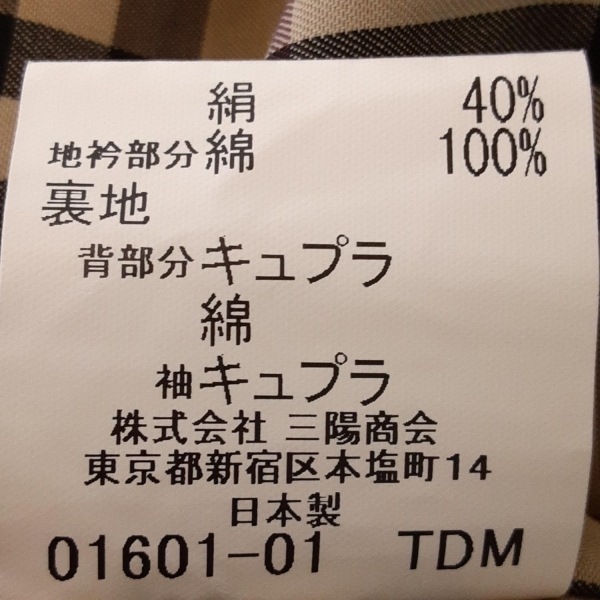 絹 40%
地衿部分 綿 100%
裏地
背部分 キュプラ
綿
袖 キュプラ
株式会社 三陽商会
東京都新宿区本塩町14
日本製
01601-01 TDM